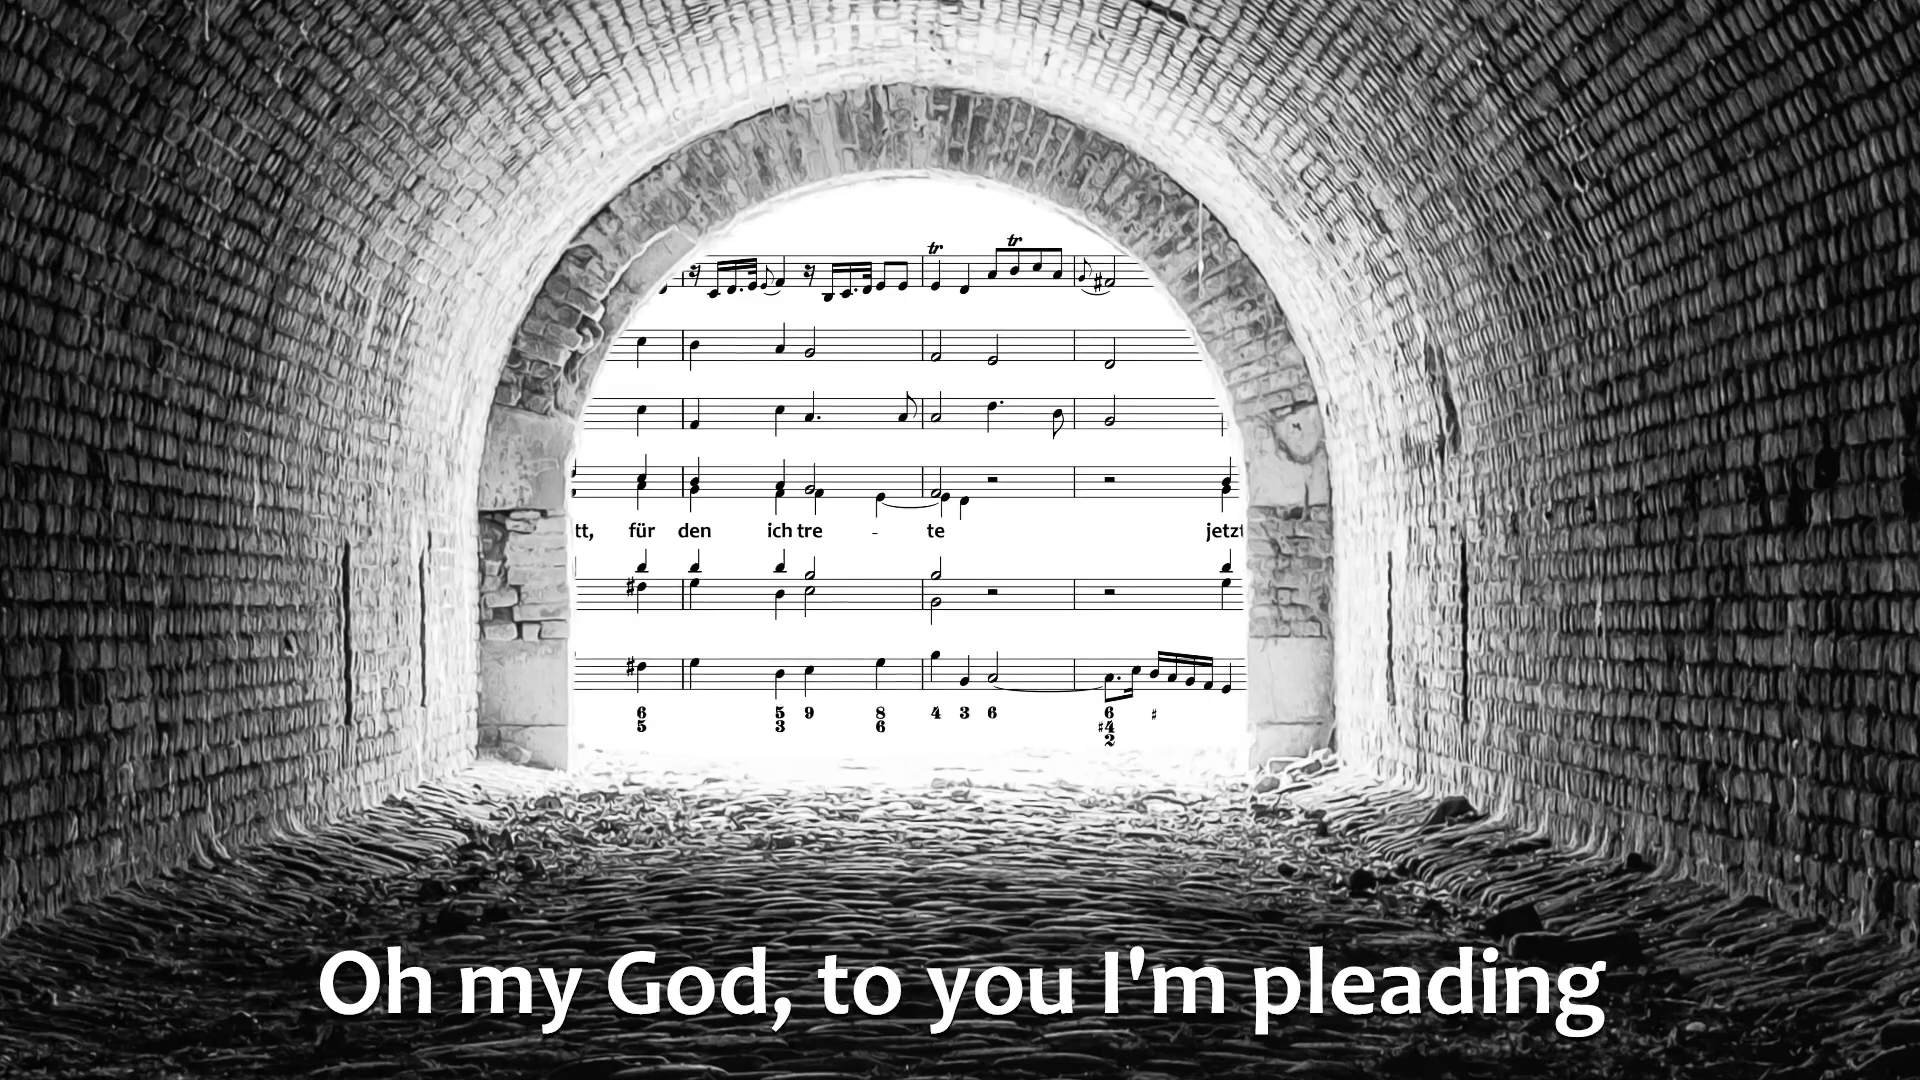 tr tr
tt, für den ich tre - te jetzt
6 5 9 8 4 3 6 6 ♯
5 3 6 ♯4
2
Oh my God, to you I'm pleading